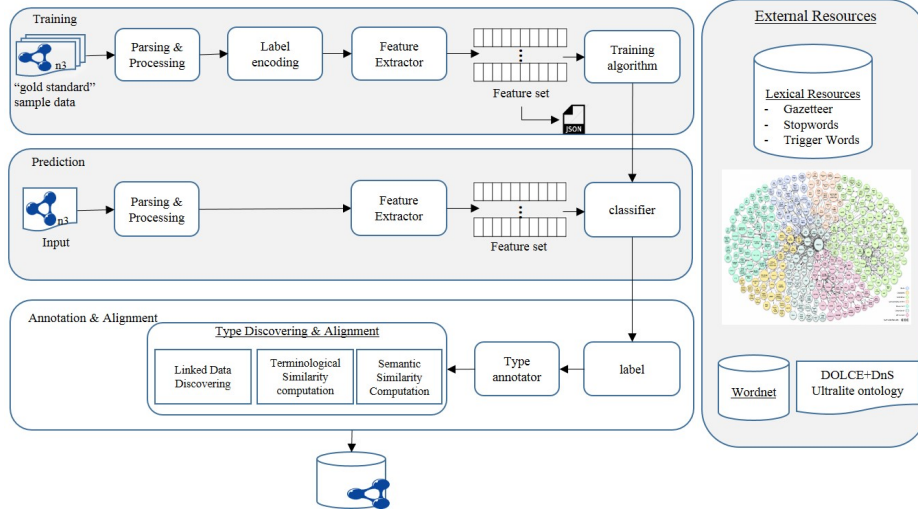 Training
n3
"gold standard"
sample data
Parsing &
Processing
Label
encoding
Feature
Extractor
Feature set
JSON
Training
algorithm
Prediction
n3
Input
Parsing &
Processing
Feature
Extractor
Feature set
classifier
Annotation & Alignment
Type Discovering & Alignment
Linked Data
Discovering
Terminological
Similarity
computation
Semantic
Similarity
Computation
Type
annotator
label
External Resources
Lexical Resources
- Gazetteer
- Stopwords
- Trigger Words
Wordnet
DOLCE+DnS
Ultralite ontology